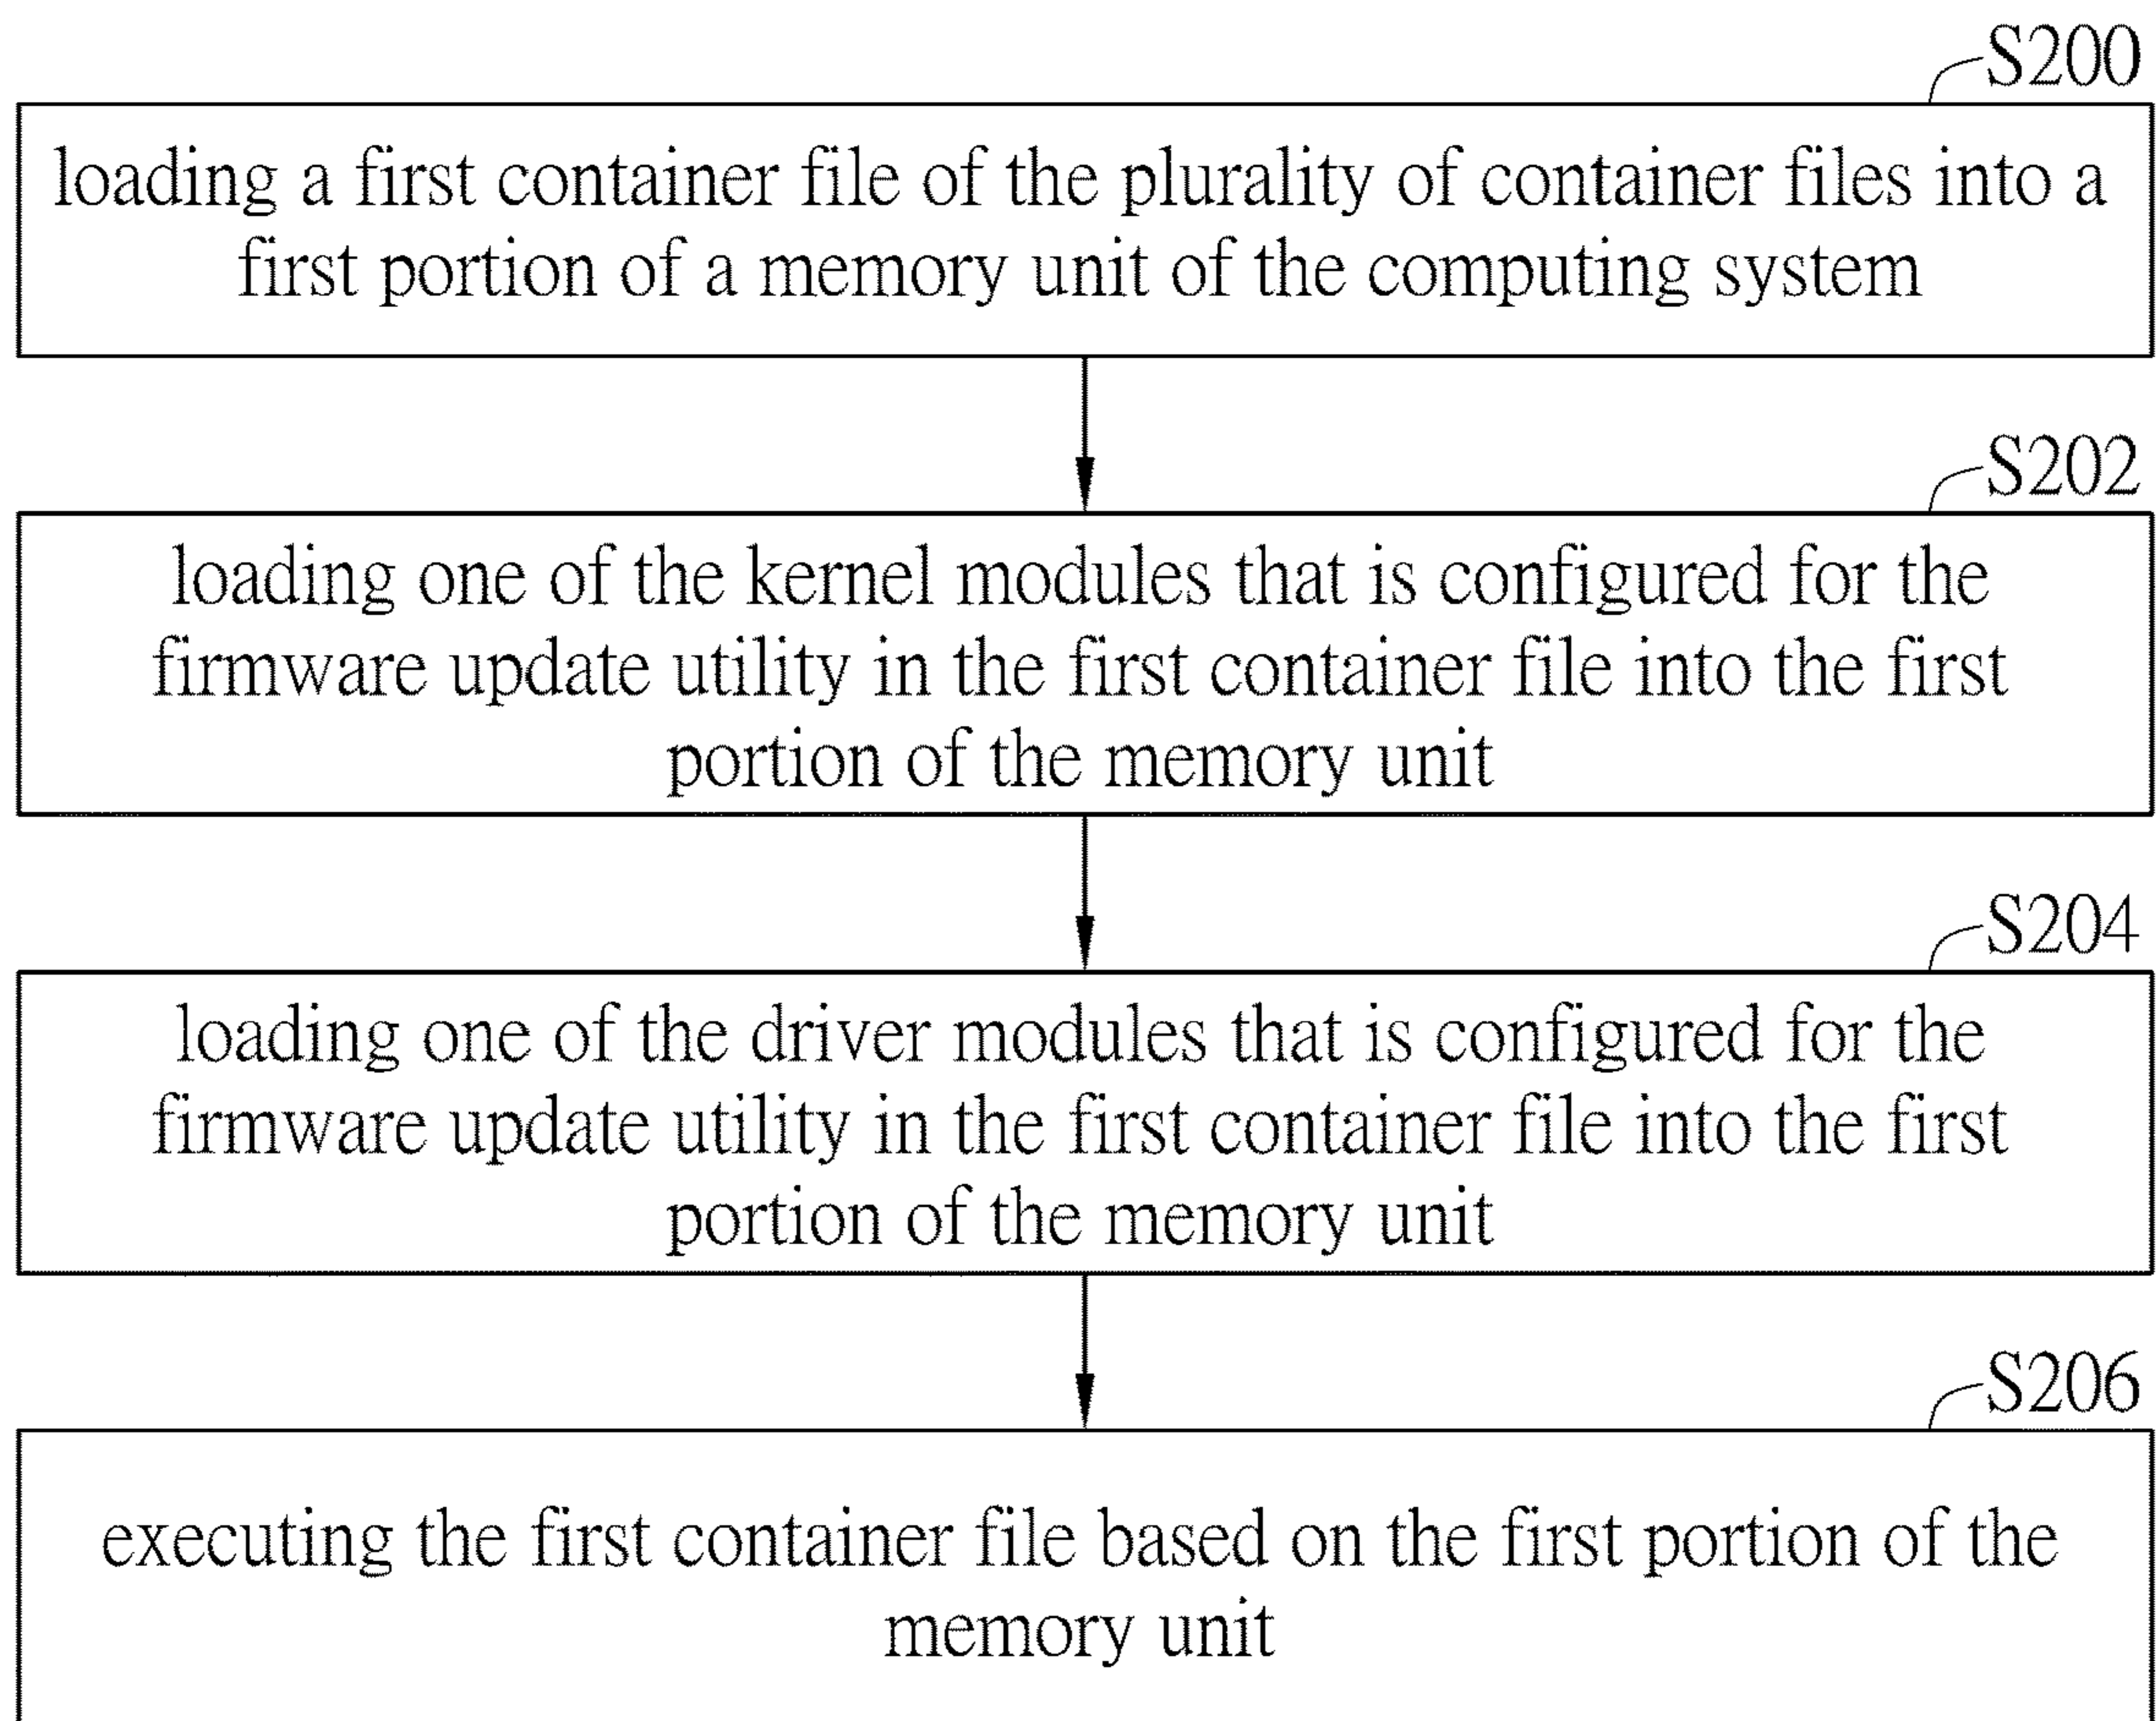 S200
loading a first container file of the plurality of container files into a
first portion of a memory unit of the computing system
S202
loading one of the kernel modules that is configured for the
firmware update utility in the first container file into the first
portion of the memory unit
S204
loading one of the driver modules that is configured for the
firmware update utility in the first container file into the first
portion of the memory unit
S206
executing the first container file based on the first portion of the
memory unit